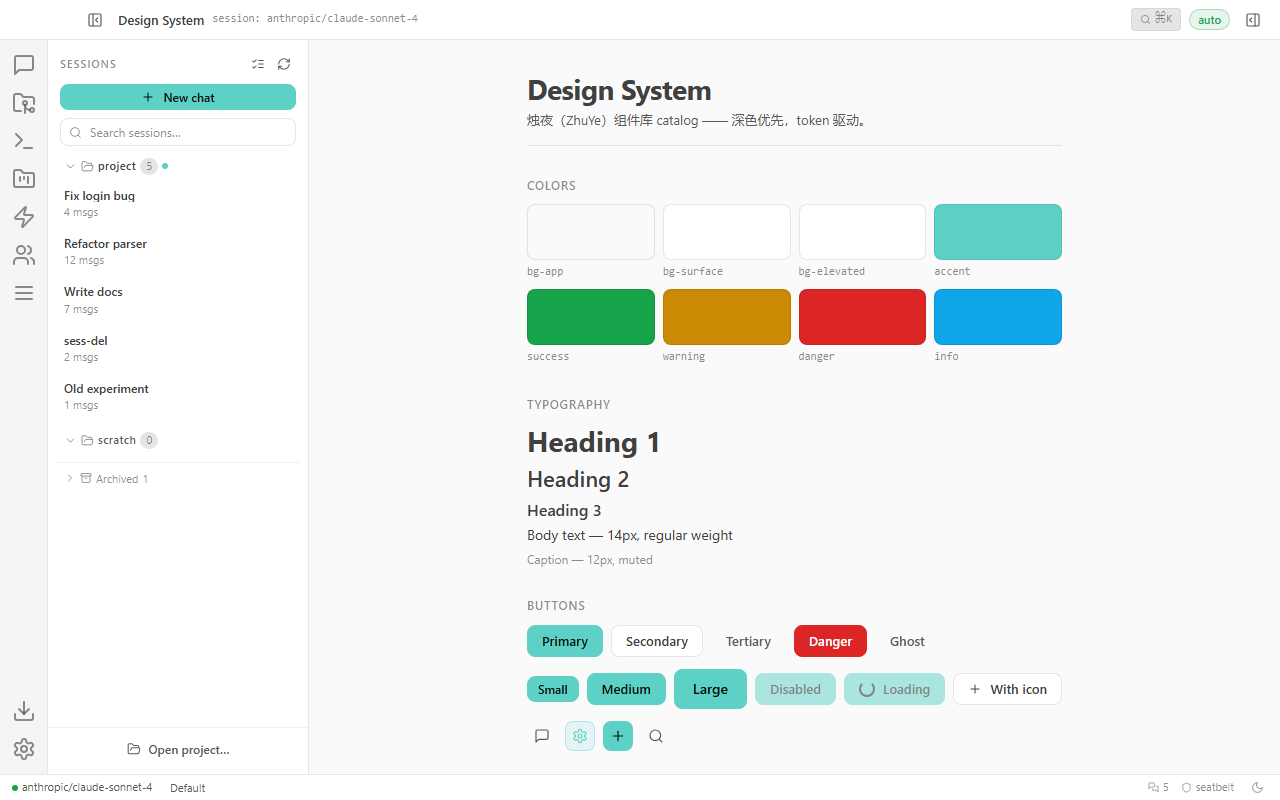 Design System session: anthropic/claude-sonnet-4
⌘K
auto
SESSIONS
+ New chat
Search sessions...
project 5
Fix login bug
4 msgs
Refactor parser
12 msgs
Write docs
7 msgs
sess-del
2 msgs
Old experiment
1 msgs
scratch 0
Archived 1
Open project...
Design System
烛夜（ZhuYe）组件库 catalog —— 深色优先，token 驱动。
COLORS
bg-app bg-surface bg-elevated accent
success warning danger info
TYPOGRAPHY
Heading 1
Heading 2
Heading 3
Body text — 14px, regular weight
Caption — 12px, muted
BUTTONS
Primary Secondary Tertiary Danger Ghost
Small Medium Large Disabled Loading + With icon
anthropic/claude-sonnet-4 Default 5 seatbelt